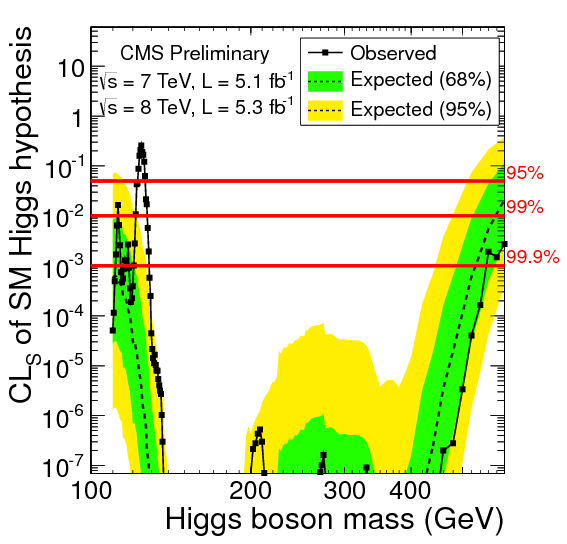 CMS Preliminary
√s = 7 TeV, L = 5.1 fb⁻¹
√s = 8 TeV, L = 5.3 fb⁻¹
Observed
Expected (68%)
Expected (95%)
CLS of SM Higgs hypothesis
10
1
10⁻¹
10⁻²
10⁻³
10⁻⁴
10⁻⁵
10⁻⁶
10⁻⁷
95%
99%
99.9%
100 200 300 400
Higgs boson mass (GeV)